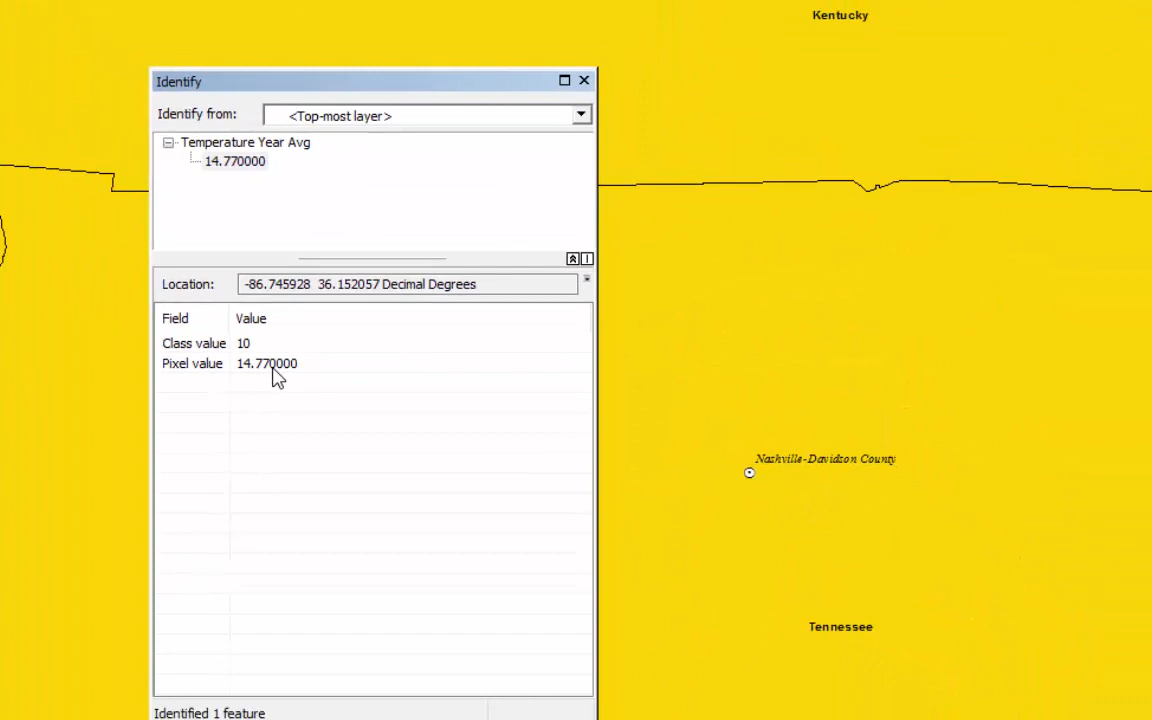 Kentucky
Identify
Identify from: <Top-most layer>
Temperature Year Avg
14.770000
Location: -86.745928 36.152057 Decimal Degrees
Field Value
Class value 10
Pixel value 14.770000
Nashville-Davidson County
Tennessee
Identified 1 feature